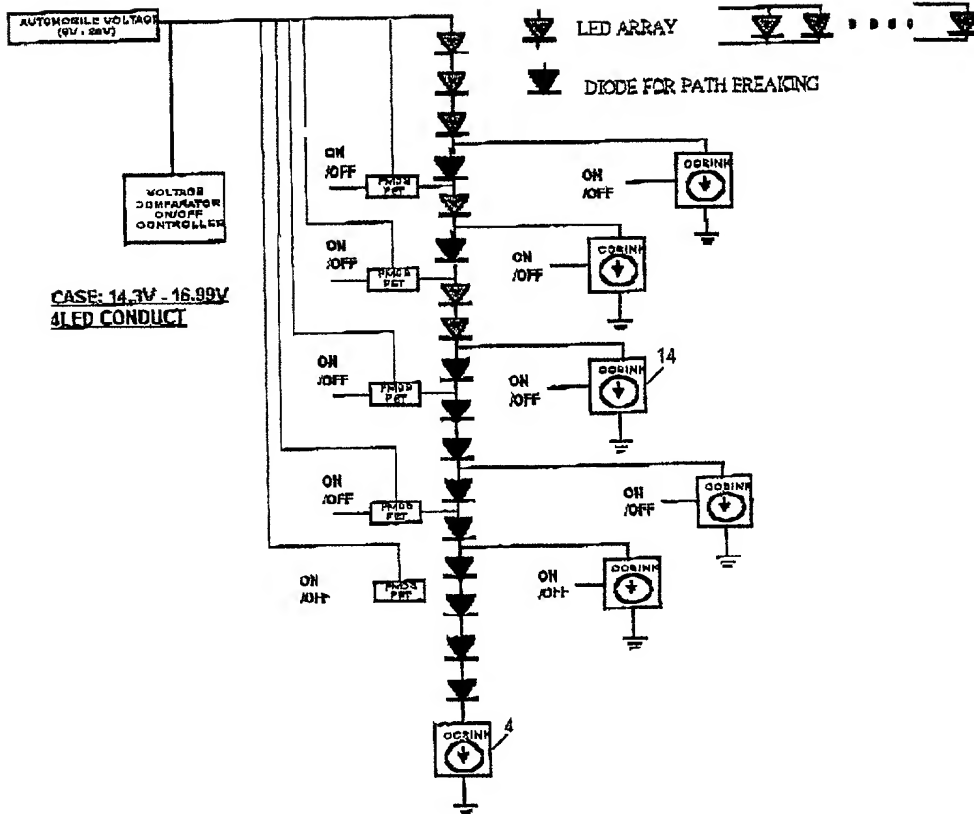 AUTOMOBILE VOLTAGE
(9V - 28V)
LED ARRAY
DIODE FOR PATH BREAKING
VOLTAGE
COMPARATOR
ON/OFF
CONTROLLER
CASE: 14.3V - 16.99V
4LED CONDUCT
ON
/OFF
PMOS
FET
ON
/OFF
CCSINK
ON
/OFF
PMOS
FET
ON
/OFF
CCSINK
ON
/OFF
PMOS
FET
ON
/OFF
CCSINK
14
ON
/OFF
PMOS
FET
ON
/OFF
CCSINK
ON
/OFF
PMOS
FET
ON
/OFF
CCSINK
CCSINK
4